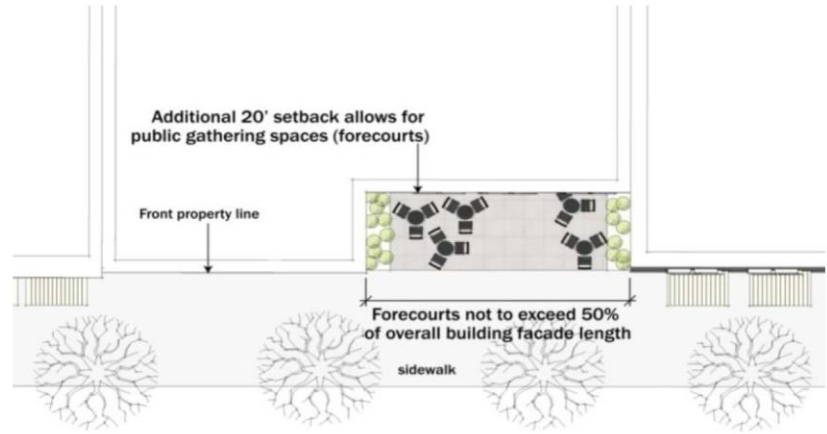 Additional 20' setback allows for
public gathering spaces (forecourts)
Front property line
Forecourts not to exceed 50%
of overall building facade length
sidewalk